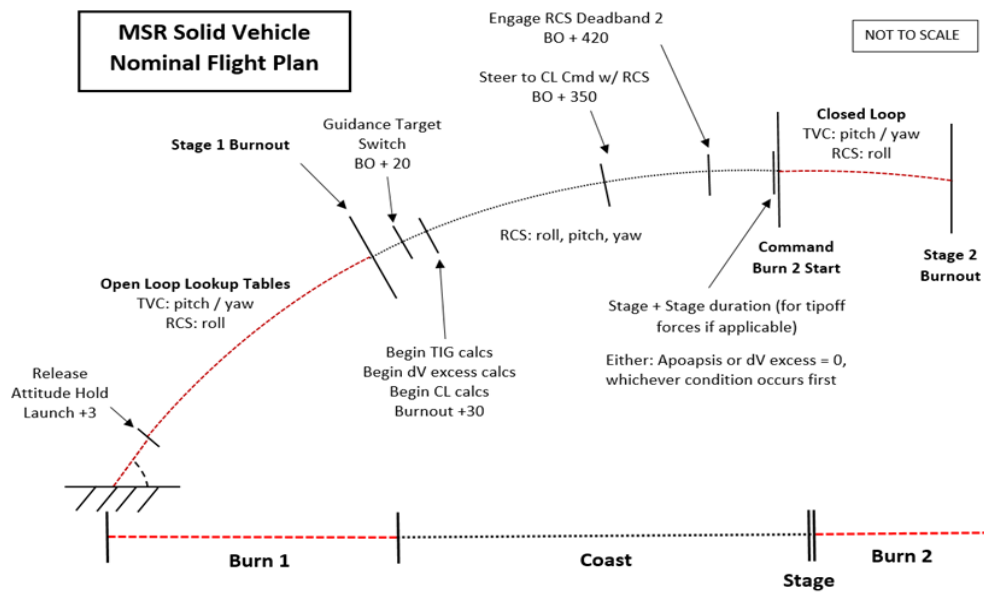 MSR Solid Vehicle
Nominal Flight Plan
NOT TO SCALE
Engage RCS Deadband 2
BO + 420
Steer to CL Cmd w/ RCS
BO + 350
Closed Loop
TVC: pitch / yaw
RCS: roll
Guidance Target
Switch
BO + 20
Stage 1 Burnout
RCS: roll, pitch, yaw
Command
Burn 2 Start
Stage 2
Burnout
Open Loop Lookup Tables
TVC: pitch / yaw
RCS: roll
Stage + Stage duration (for tipoff
forces if applicable)
Either: Apoapsis or dV excess = 0,
whichever condition occurs first
Begin TIG calcs
Begin dV excess calcs
Begin CL calcs
Burnout +30
Release
Attitude Hold
Launch +3
Burn 1
Coast
Stage
Burn 2